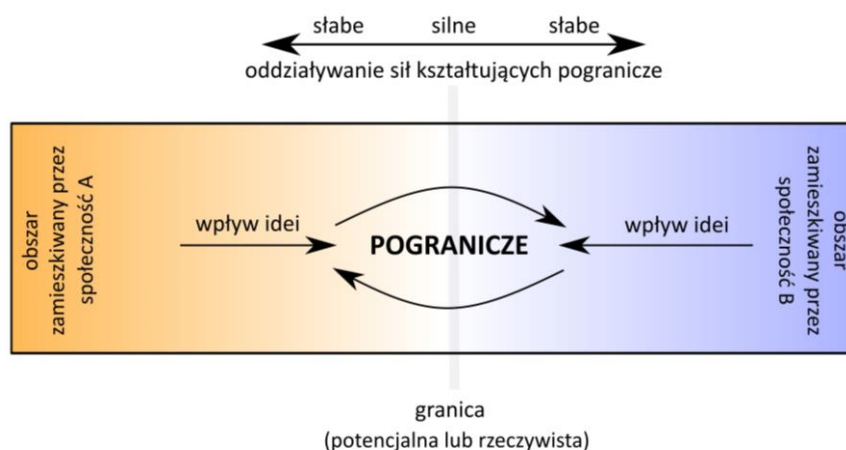 słabe silne słabe
oddziaływanie sił kształtujących pogranicze
obszar
zamieszkiwany przez
społeczność A
wpływ idei
POGRANICZE
wpływ idei
obszar
zamieszkiwany przez
społeczność B
granica
(potencjalna lub rzeczywista)